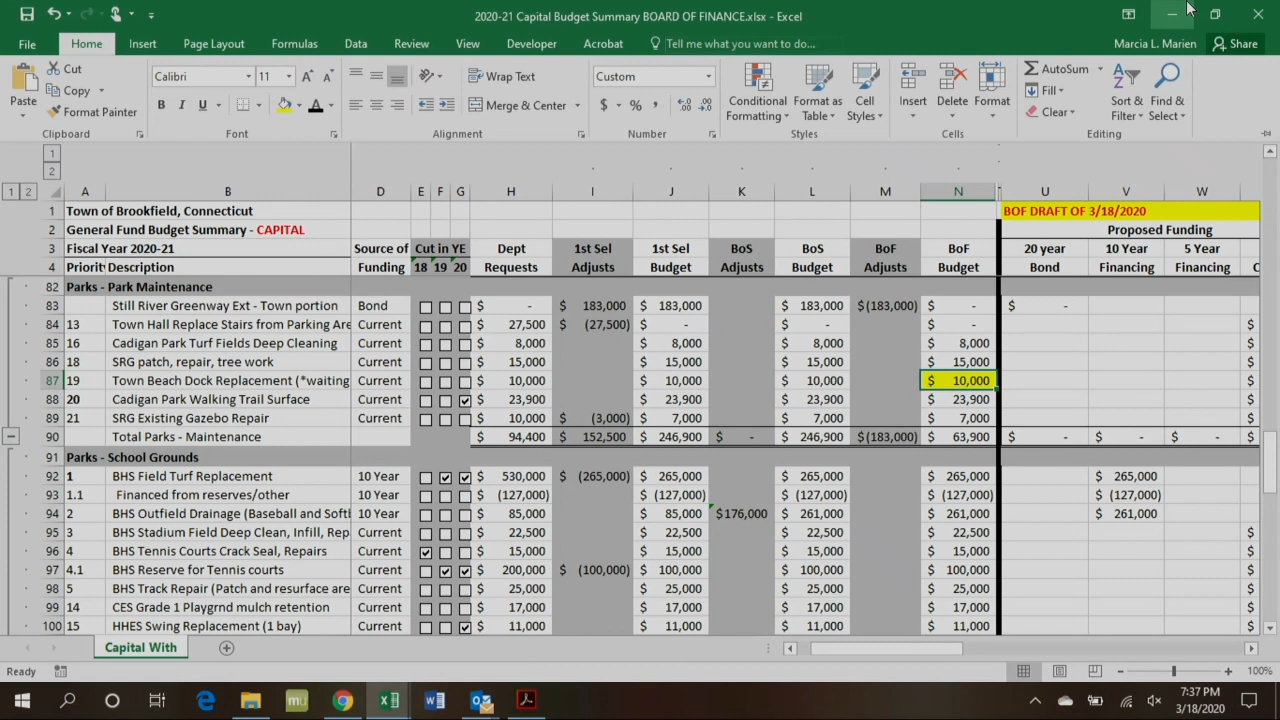 2020-21 Capital Budget Summary BOARD OF FINANCE.xlsx - Excel
File Home Insert Page Layout Formulas Data Review View Developer Acrobat Tell me what you want to do... Marcia L. Marien Share
Paste Cut Copy Format Painter Clipboard
Calibri 11 A A B I U A Font
Wrap Text Merge & Center Alignment
Custom $ % , Number
Conditional Formatting Format as Table Cell Styles Styles
Insert Delete Format Cells
AutoSum Fill Clear Sort & Filter Find & Select Editing
1
2
1 2 A B D E F G H I J K L M N U V W
1 Town of Brookfield, Connecticut BOF DRAFT OF 3/18/2020
2 General Fund Budget Summary - CAPITAL Proposed Funding
3 Fiscal Year 2020-21 Source of Cut in YE Dept 1st Sel 1st Sel BoS BoS BoF BoF 20 year 10 Year 5 Year
4 Priorit Description Funding 18 19 20 Requests Adjusts Budget Adjusts Budget Adjusts Budget Bond Financing Financing C
82 Parks - Park Maintenance
83 Still River Greenway Ext - Town portion Bond $ - $ 183,000 $ 183,000 $ 183,000 $(183,000) $ - $ -
84 13 Town Hall Replace Stairs from Parking Are Current $ 27,500 $ (27,500) $ - $ - $ - $
85 16 Cadigan Park Turf Fields Deep Cleaning Current $ 8,000 $ 8,000 $ 8,000 $ 8,000 $
86 18 SRG patch, repair, tree work Current $ 15,000 $ 15,000 $ 15,000 $ 15,000 $
87 19 Town Beach Dock Replacement (*waiting Current $ 10,000 $ 10,000 $ 10,000 $ 10,000 $
88 20 Cadigan Park Walking Trail Surface Current $ 23,900 $ 23,900 $ 23,900 $ 23,900 $
89 21 SRG Existing Gazebo Repair Current $ 10,000 $ (3,000) $ 7,000 $ 7,000 $ 7,000 $
90 Total Parks - Maintenance $ 94,400 $ 152,500 $ 246,900 $ - $ 246,900 $(183,000) $ 63,900 $ - $ - $ - $
91 Parks - School Grounds
92 1 BHS Field Turf Replacement 10 Year $ 530,000 $ (265,000) $ 265,000 $ 265,000 $ 265,000 $ 265,000
93 1.1 Financed from reserves/other 10 Year $ (127,000) $ (127,000) $ (127,000) $ (127,000) $ (127,000)
94 2 BHS Outfield Drainage (Baseball and Softb 10 Year $ 85,000 $ 85,000 $176,000 $ 261,000 $ 261,000 $ 261,000
95 3 BHS Stadium Field Deep Clean, Infill, Rep Current $ 22,500 $ 22,500 $ 22,500 $ 22,500 $
96 4 BHS Tennis Courts Crack Seal, Repairs Current $ 15,000 $ 15,000 $ 15,000 $ 15,000 $
97 4.1 BHS Reserve for Tennis courts Current $ 200,000 $ (100,000) $ 100,000 $ 100,000 $ 100,000 $
98 5 BHS Track Repair (Patch and resurface are Current $ 25,000 $ 25,000 $ 25,000 $ 25,000 $
99 14 CES Grade 1 Playgrnd mulch retention Current $ 17,000 $ 17,000 $ 17,000 $ 17,000 $
100 15 HHES Swing Replacement (1 bay) Current $ 11,000 $ 11,000 $ 11,000 $ 11,000 $
Capital With
Ready 100%
mu 7:37 PM
3/18/2020